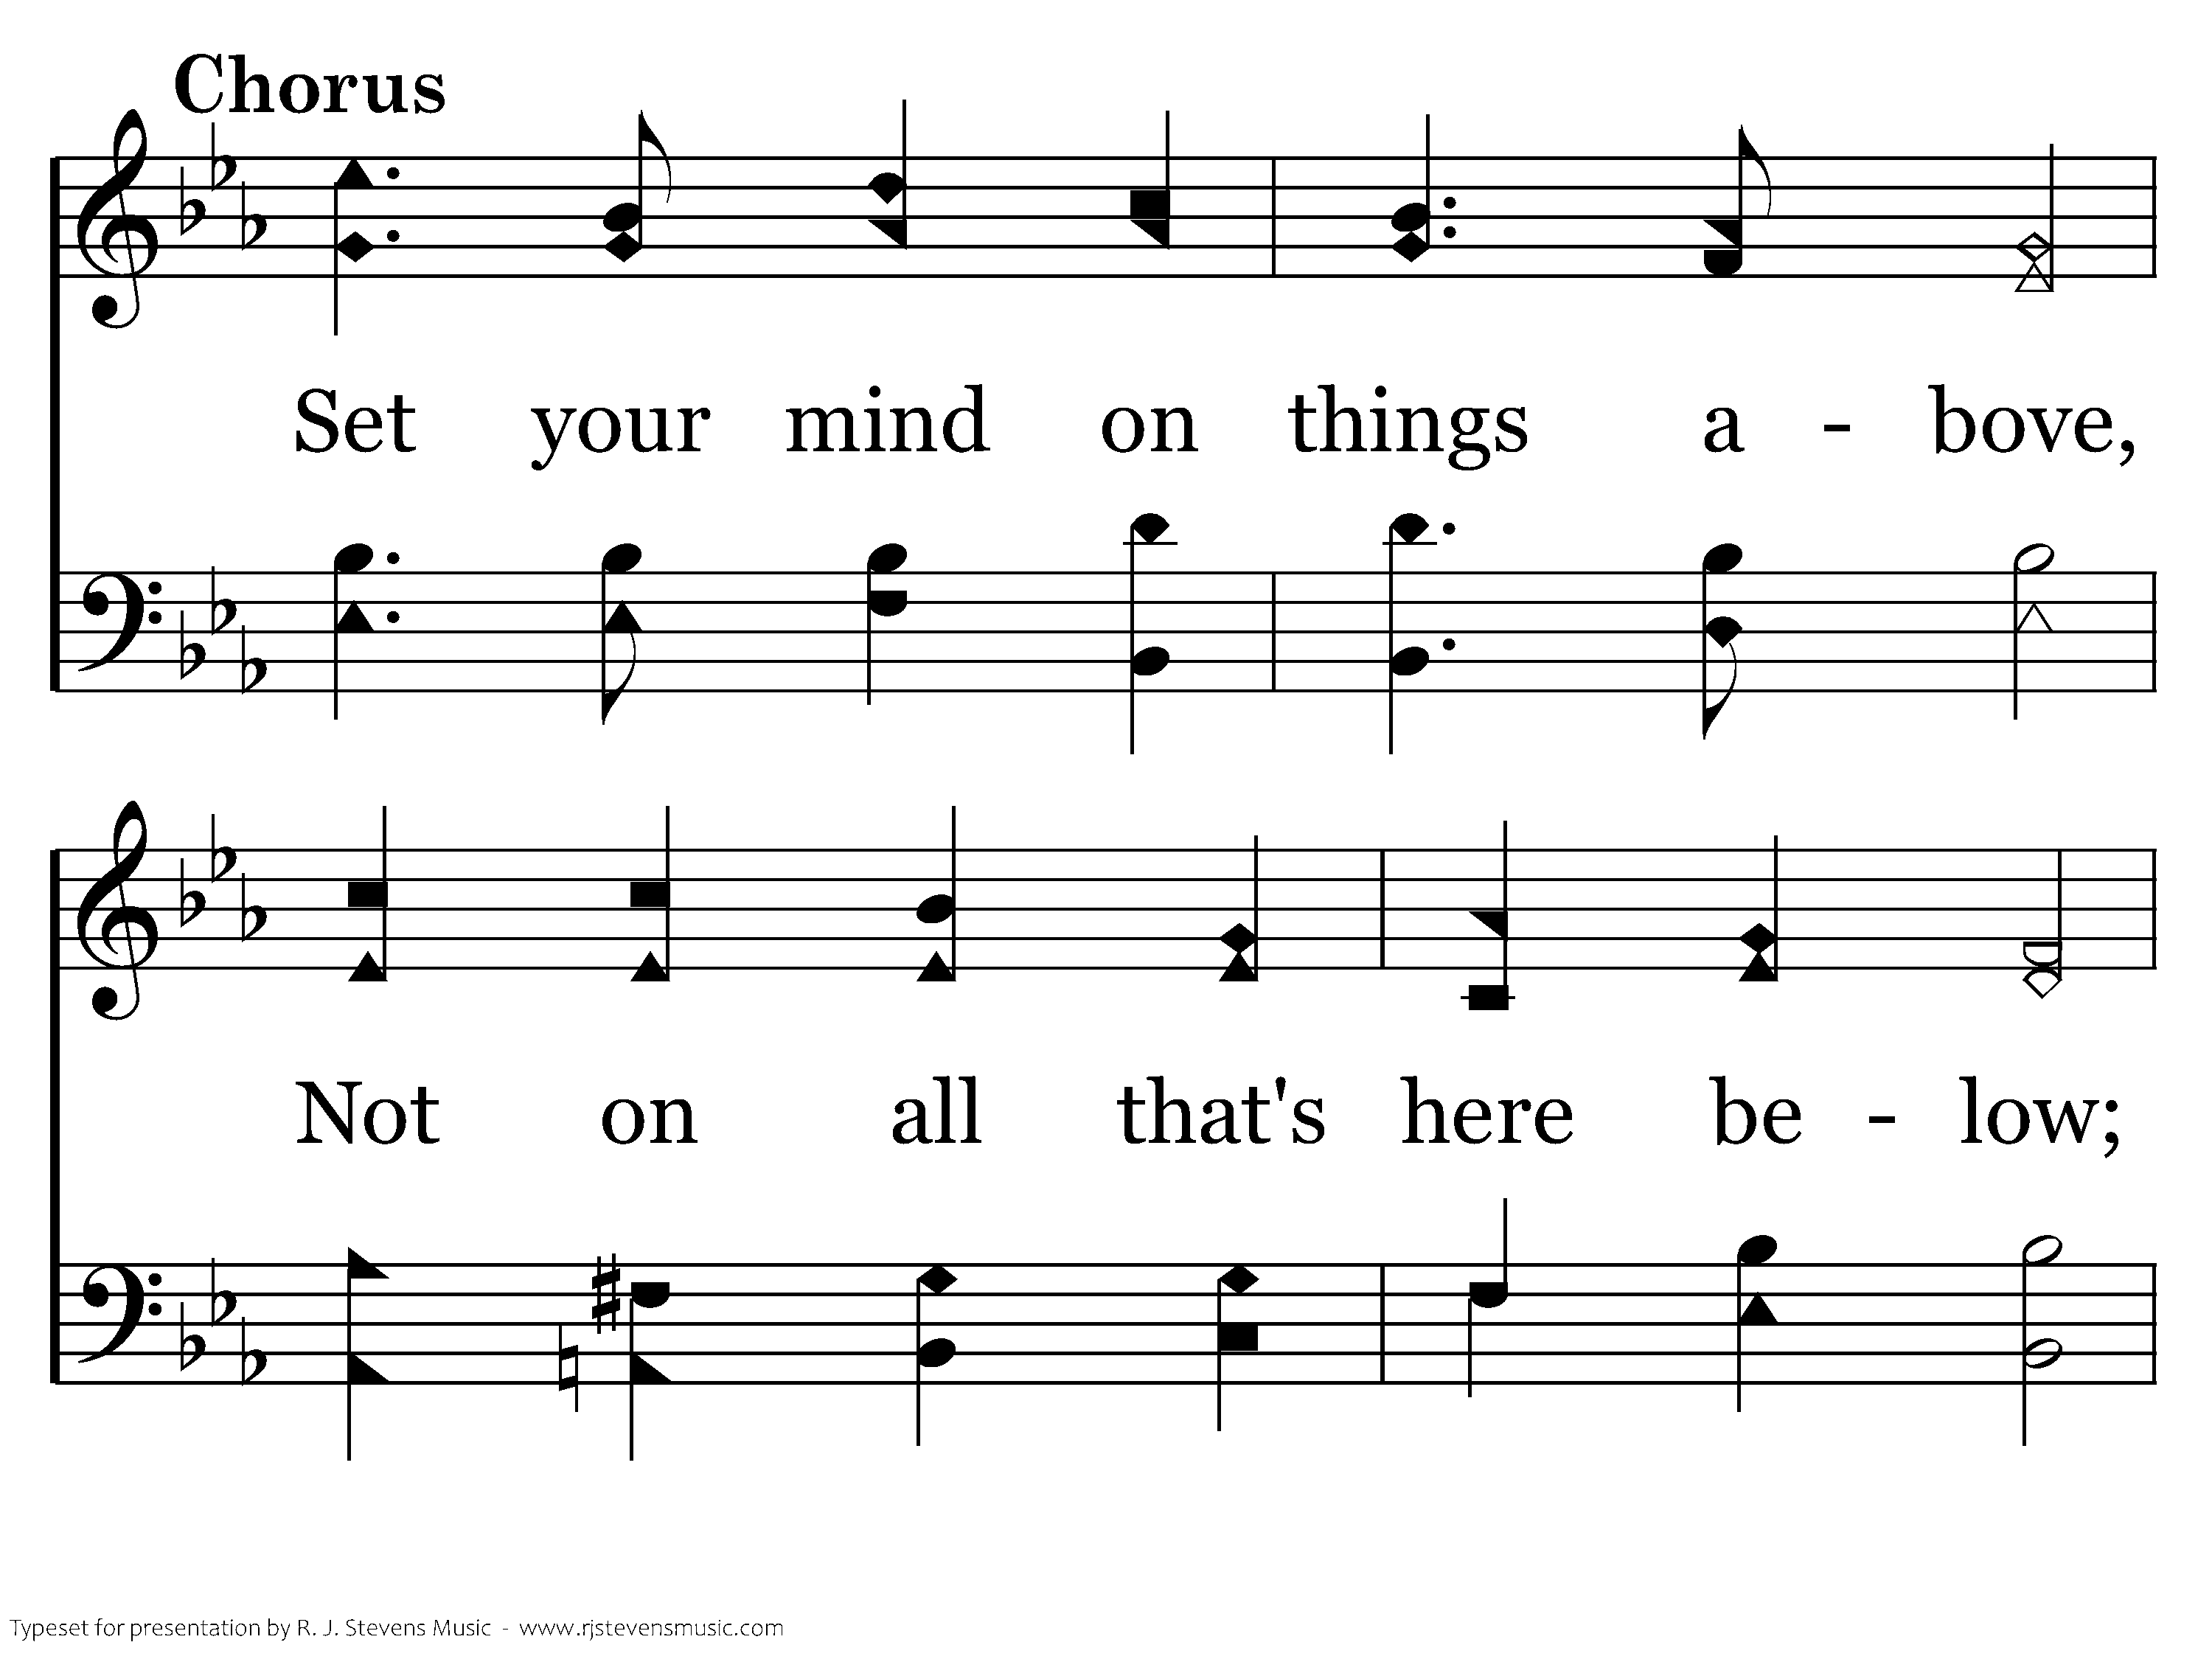 Chorus
Set your mind on things a - bove,
Not on all that's here be - low;
Typeset for presentation by R. J. Stevens Music - www.rjstevensmusic.com